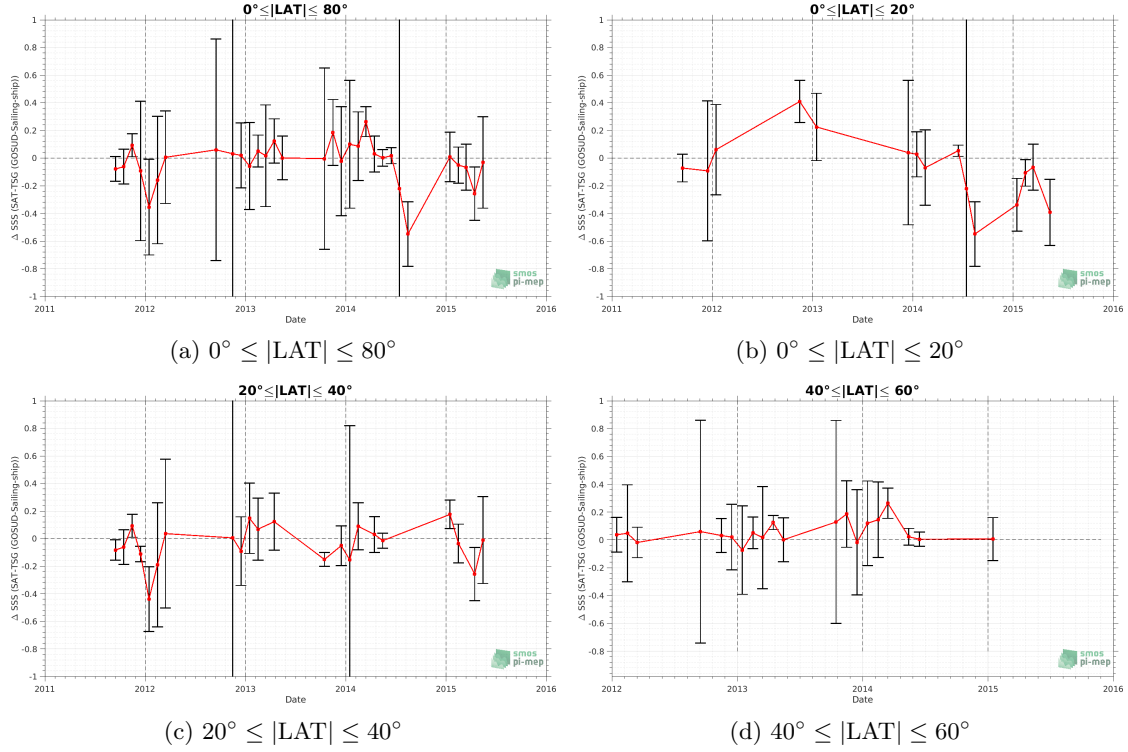 0°≤|LAT|≤ 80°
1
0.8
0.6
0.4
0.2
0
-0.2
-0.4
-0.6
-0.8
-1
Δ SSS (SAT-TSG (GOSUD-Sailing-ship))
2011 2012 2013 2014 2015 2016
Date
smos
pi-mep
(a) 0° ≤ |LAT| ≤ 80°
0°≤|LAT|≤ 20°
1
0.8
0.6
0.4
0.2
0
-0.2
-0.4
-0.6
-0.8
-1
Δ SSS (SAT-TSG (GOSUD-Sailing-ship))
2011 2012 2013 2014 2015 2016
Date
smos
pi-mep
(b) 0° ≤ |LAT| ≤ 20°
20°≤|LAT|≤ 40°
1
0.8
0.6
0.4
0.2
0
-0.2
-0.4
-0.6
-0.8
-1
Δ SSS (SAT-TSG (GOSUD-Sailing-ship))
2011 2012 2013 2014 2015 2016
Date
smos
pi-mep
(c) 20° ≤ |LAT| ≤ 40°
40°≤|LAT|≤ 60°
1
0.8
0.6
0.4
0.2
0
-0.2
-0.4
-0.6
-0.8
Δ SSS (SAT-TSG (GOSUD-Sailing-ship))
2012 2013 2014 2015 2016
Date
smos
pi-mep
(d) 40° ≤ |LAT| ≤ 60°